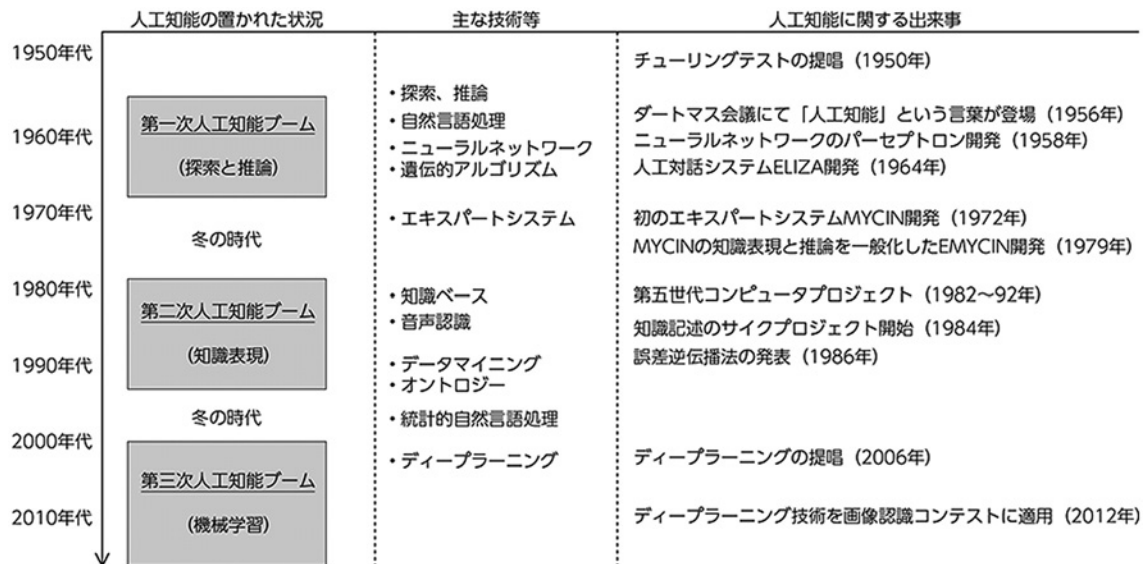 人工知能の置かれた状況 主な技術等 人工知能に関する出来事
1950年代
チューリングテストの提唱（1950年）
・探索、推論
第一次人工知能ブーム ・自然言語処理 ダートマス会議にて「人工知能」という言葉が登場（1956年）
1960年代 ・ニューラルネットワーク ニューラルネットワークのパーセプトロン開発（1958年）
（探索と推論） ・遺伝的アルゴリズム 人工対話システムELIZA開発（1964年）
1970年代 ・エキスパートシステム 初のエキスパートシステムMYCIN開発（1972年）
冬の時代 MYCINの知識表現と推論を一般化したEMYCIN開発（1979年）
1980年代 ・知識ベース 第五世代コンピュータプロジェクト（1982～92年）
第二次人工知能ブーム ・音声認識 知識記述のサイクプロジェクト開始（1984年）
（知識表現） 誤差逆伝播法の発表（1986年）
1990年代 ・データマイニング
・オントロジー
冬の時代 ・統計的自然言語処理
2000年代
・ディープラーニング ディープラーニングの提唱（2006年）
第三次人工知能ブーム
2010年代 （機械学習） ディープラーニング技術を画像認識コンテストに適用（2012年）